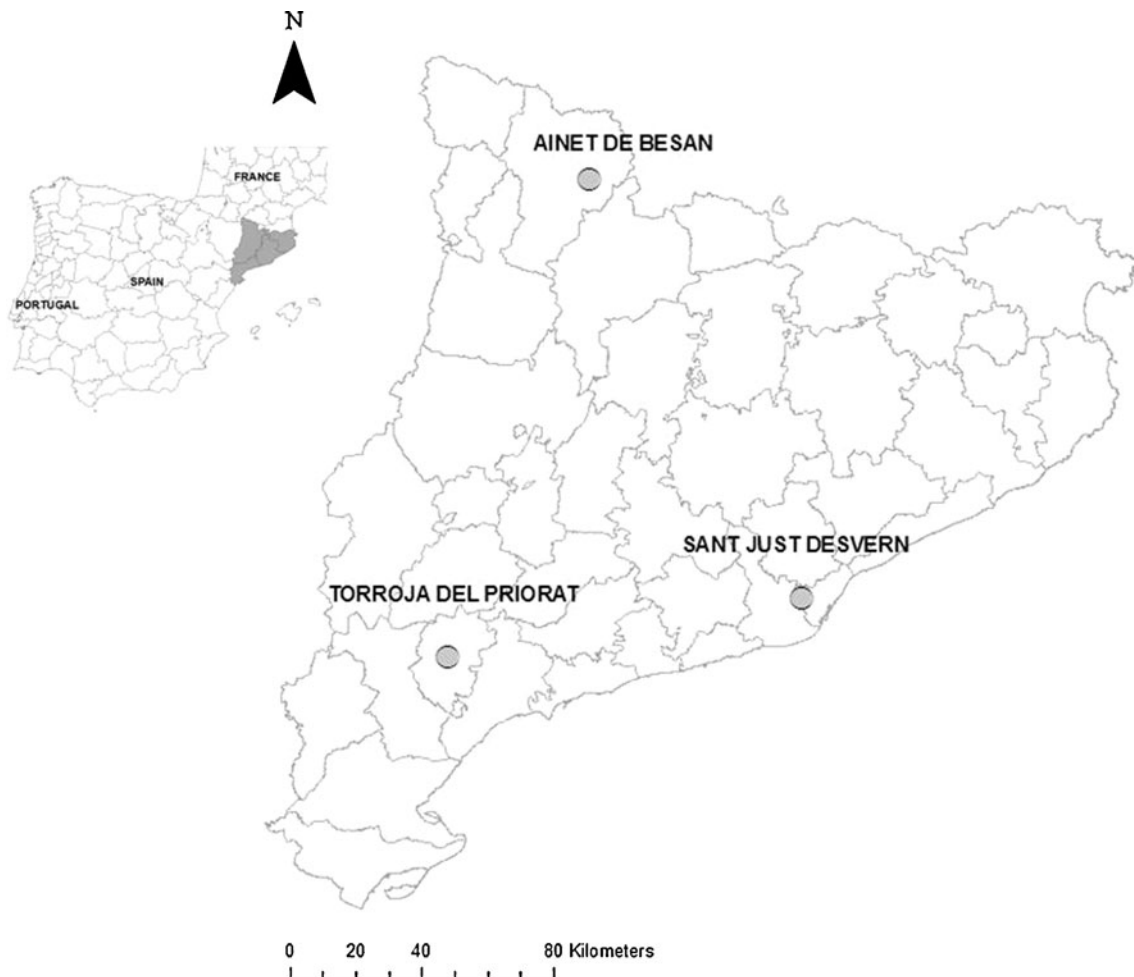 N
AINET DE BESAN
FRANCE
SPAIN
PORTUGAL
SANT JUST DESVERN
TORROJA DEL PRIORAT
0 20 40 80 Kilometers